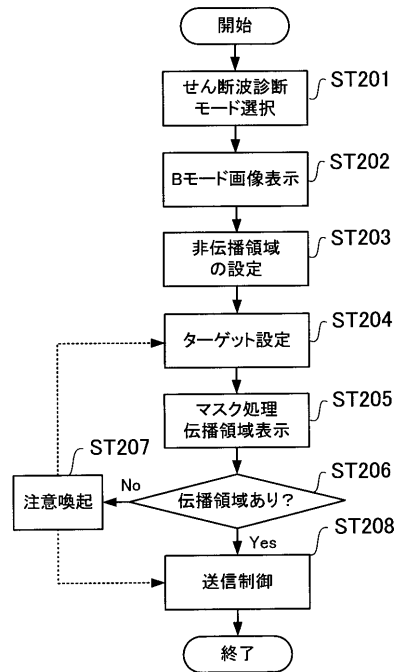 開始
せん断波診断
モード選択
ST201
Bモード画像表示
ST202
非伝播領域
の設定
ST203
ターゲット設定
ST204
マスク処理
伝播領域表示
ST205
伝播領域あり?
ST206
No
ST207
注意喚起
Yes
送信制御
ST208
終了